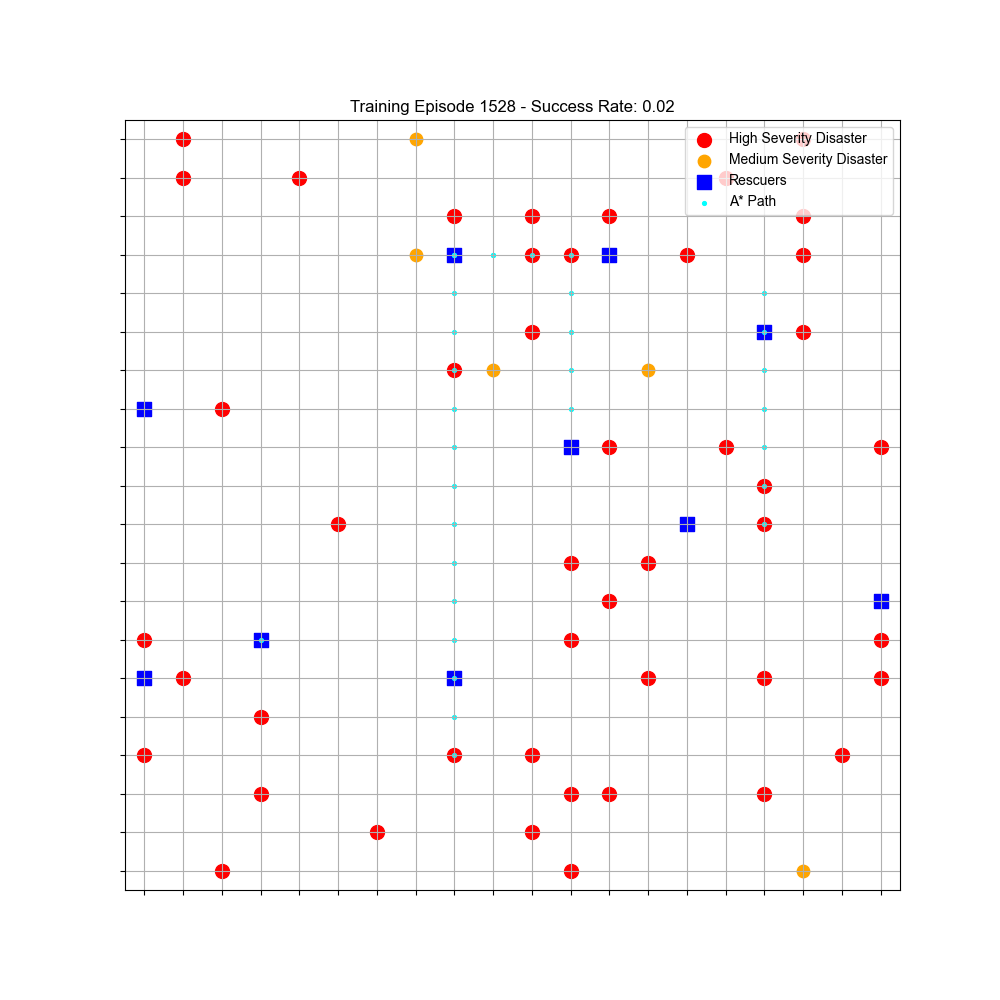 Training Episode 1528 - Success Rate: 0.02
High Severity Disaster
Medium Severity Disaster
Rescuers
A* Path